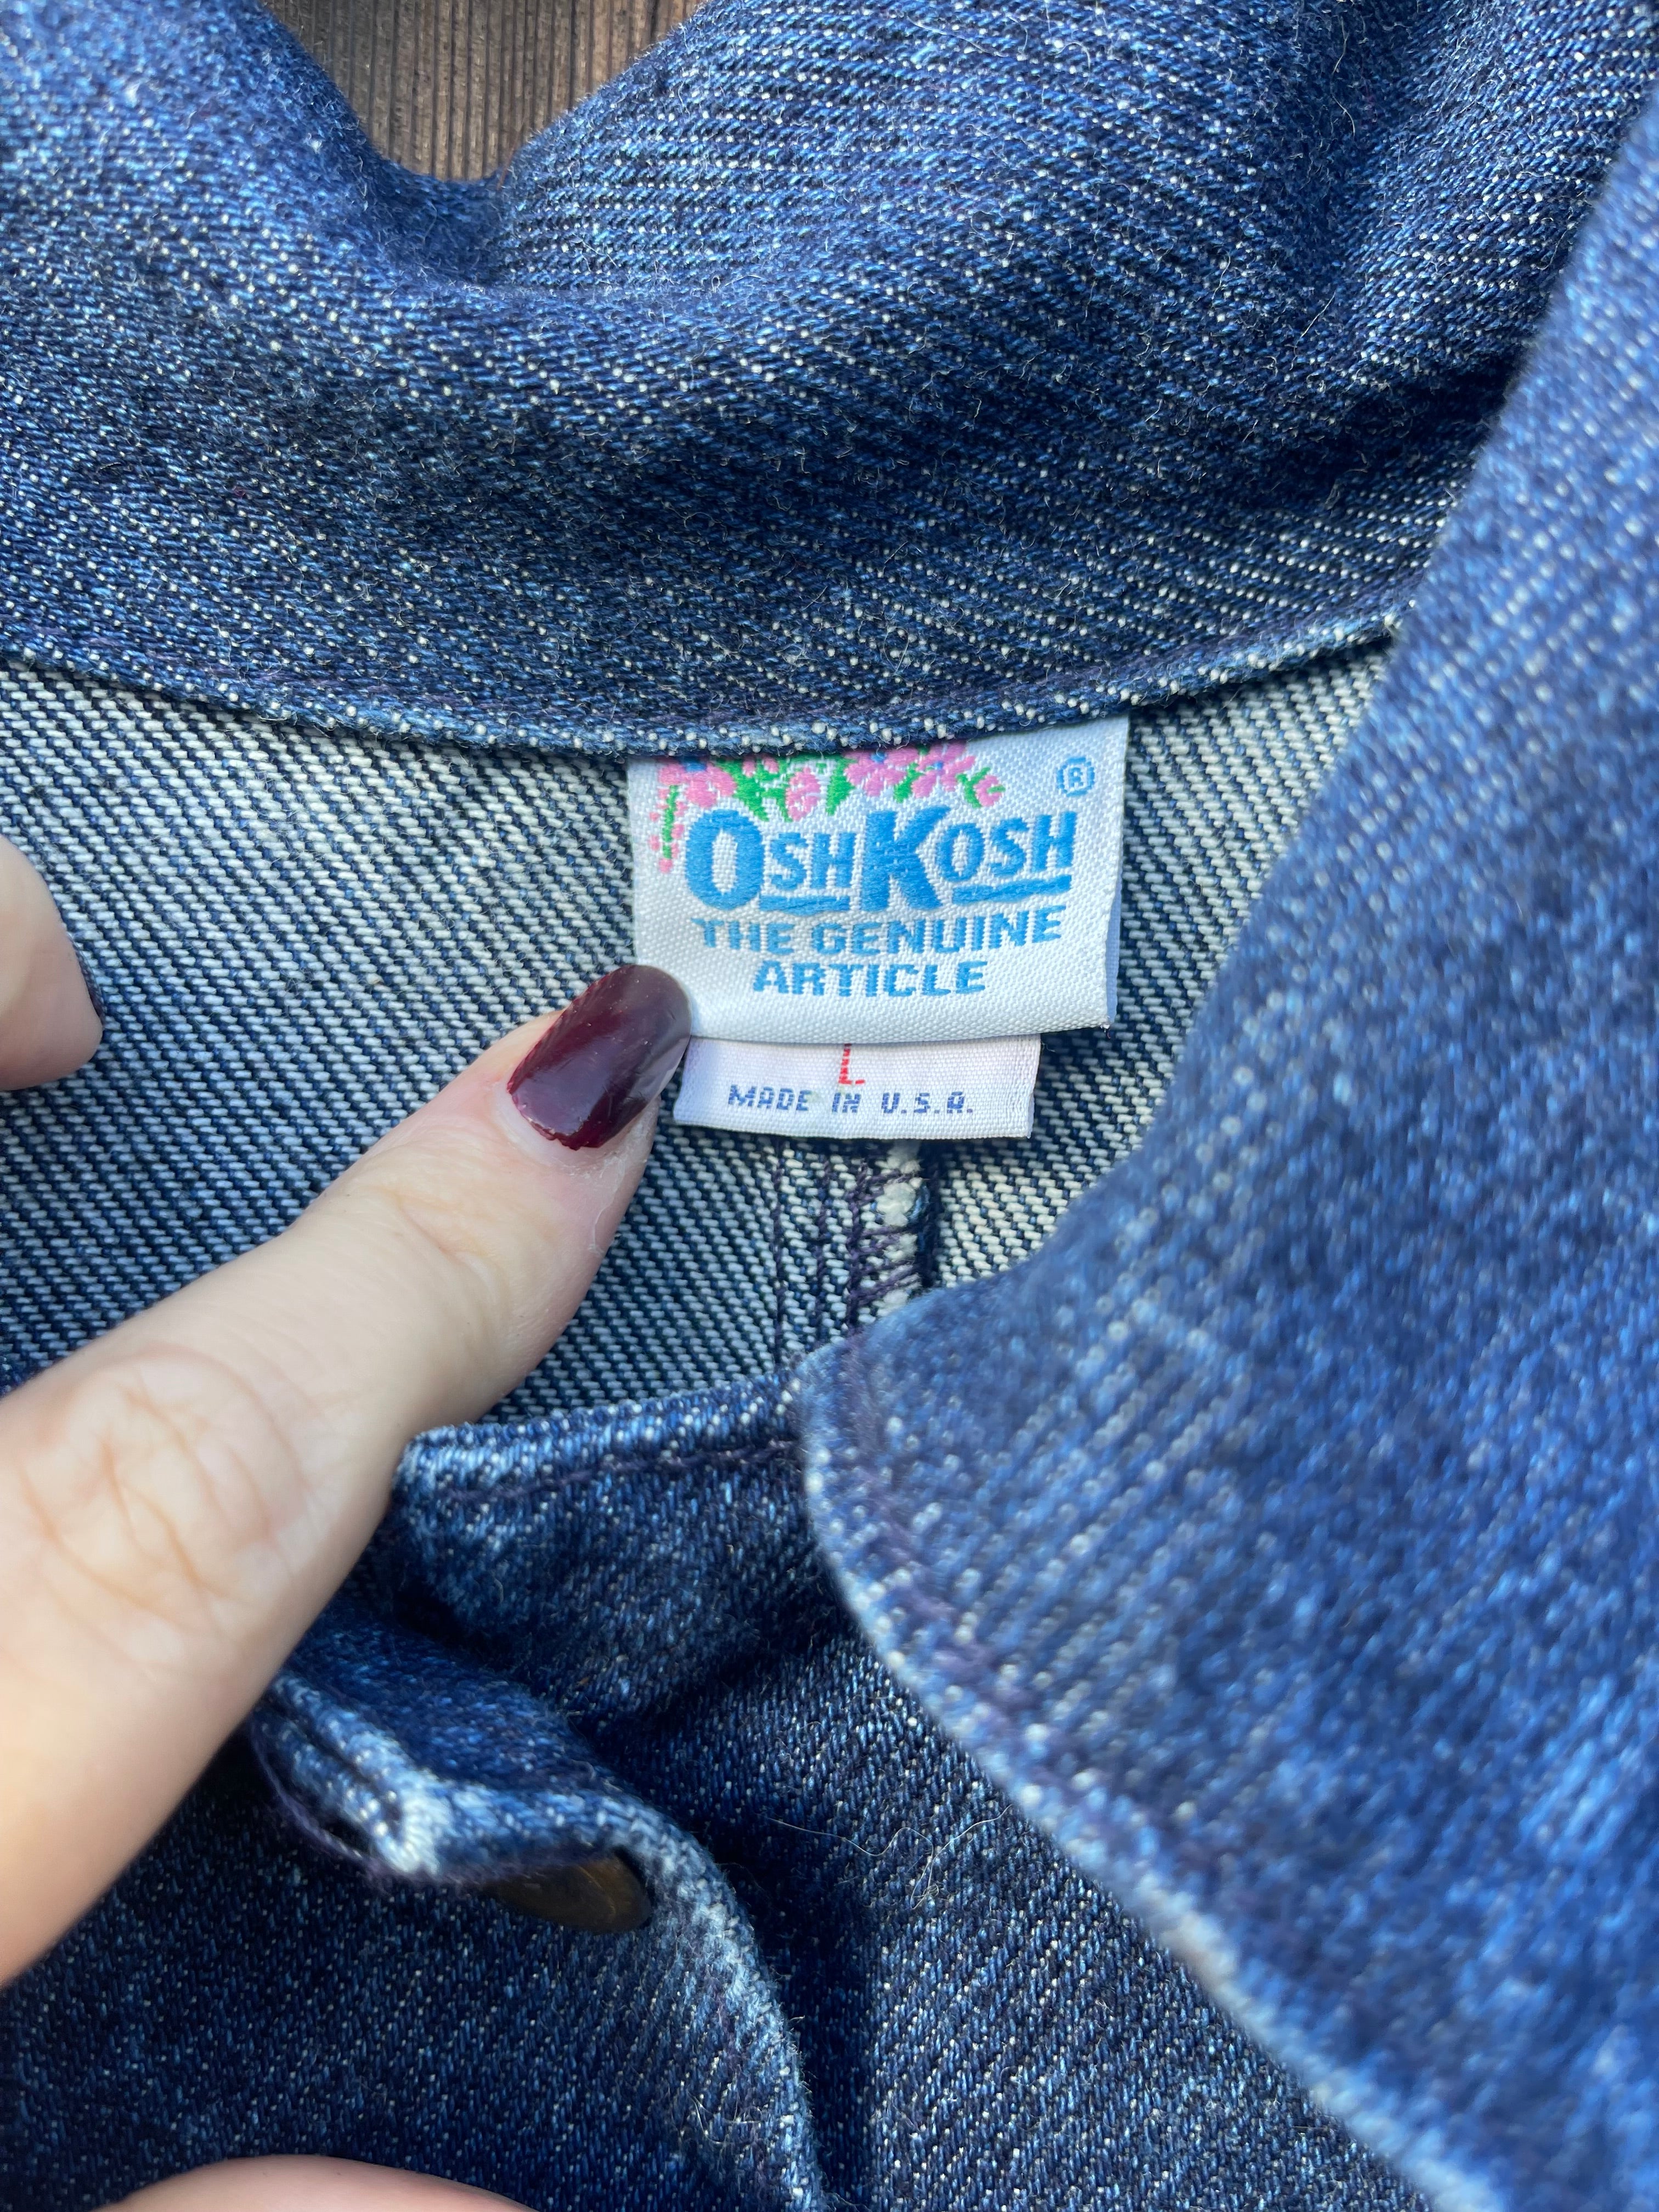 ®
OSHKOSH
THE GENUINE
ARTICLE
L
MADE IN U.S.A.